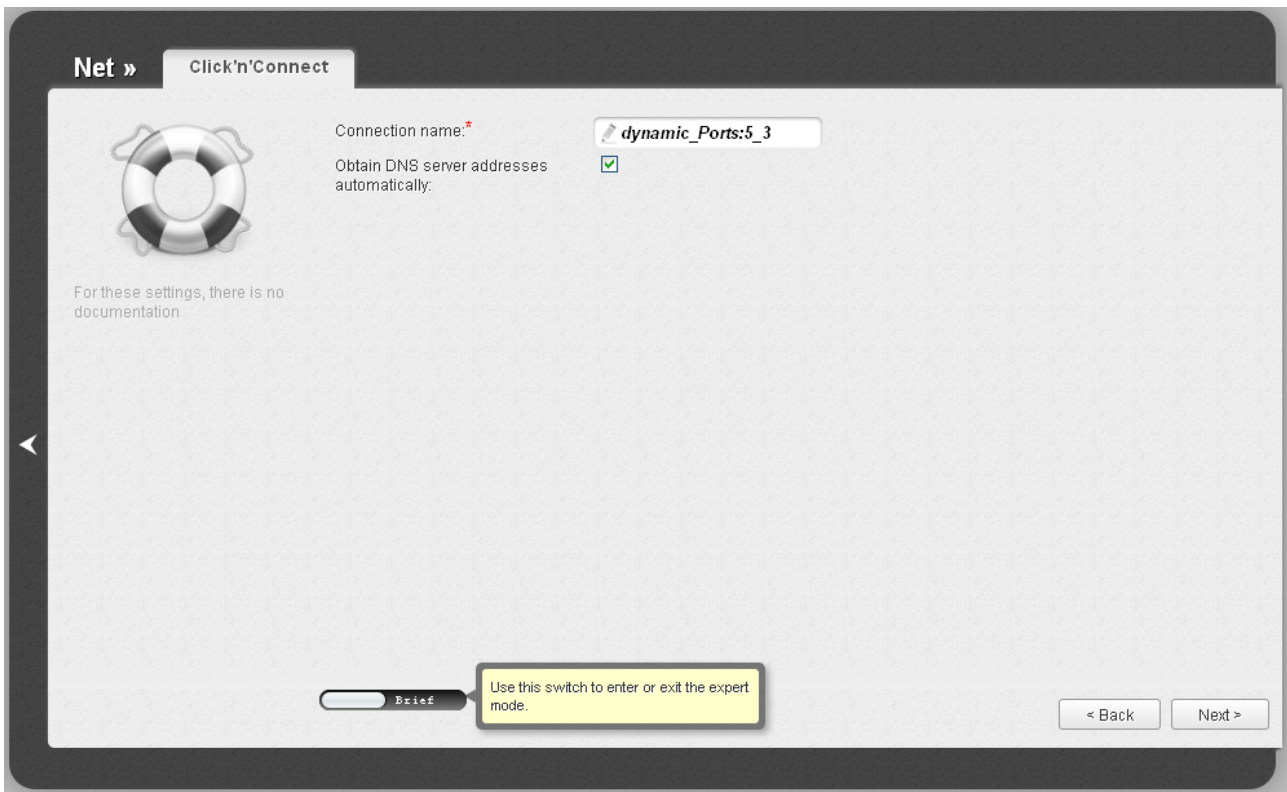 Net »
Click'n'Connect
Connection name:*
dynamic_Ports:5_3
Obtain DNS server addresses
automatically:
For these settings, there is no
documentation
Brief
Use this switch to enter or exit the expert
mode.
< Back
Next >